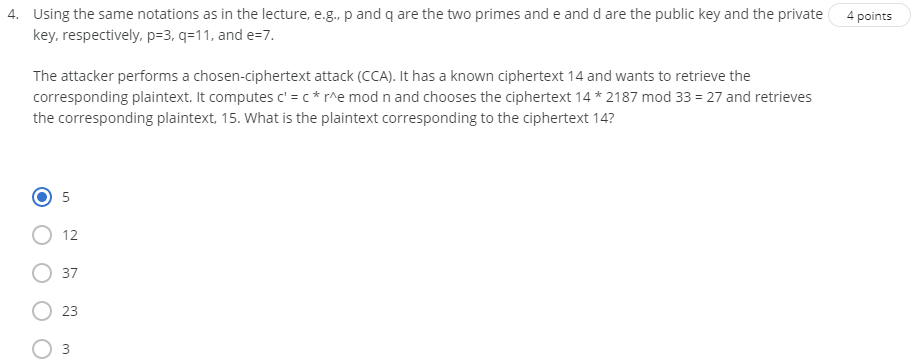 4. Using the same notations as in the lecture, e.g., p and q are the two primes and e and d are the public key and the private
4 points
key, respectively, p=3, q=11, and e=7.
The attacker performs a chosen-ciphertext attack (CCA). It has a known ciphertext 14 and wants to retrieve the
corresponding plaintext. It computes c' = c * r^e mod n and chooses the ciphertext 14 * 2187 mod 33 = 27 and retrieves
the corresponding plaintext, 15. What is the plaintext corresponding to the ciphertext 14?
5
12
37
23
3